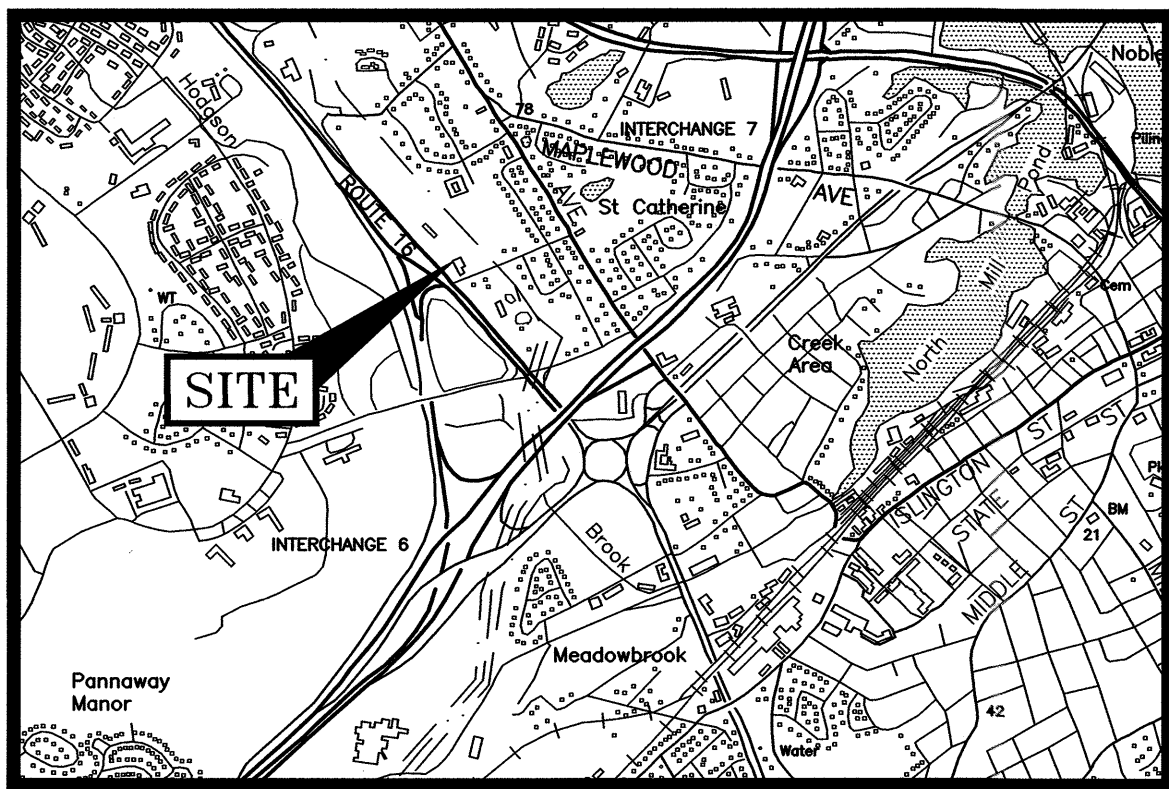 Noble
Hodgson
78
INTERCHANGE 7
MAPLEWOOD
AVE
Pond
ROUTE 16
AVE
St Catherine
Mill
WT
Cem
Creek
Area
North
SITE
ISLINGTON
ST
ST
STATE
ST
BM
21
INTERCHANGE 6
Brook
MIDDLE
Meadowbrook
Pannaway
Manor
42
Water